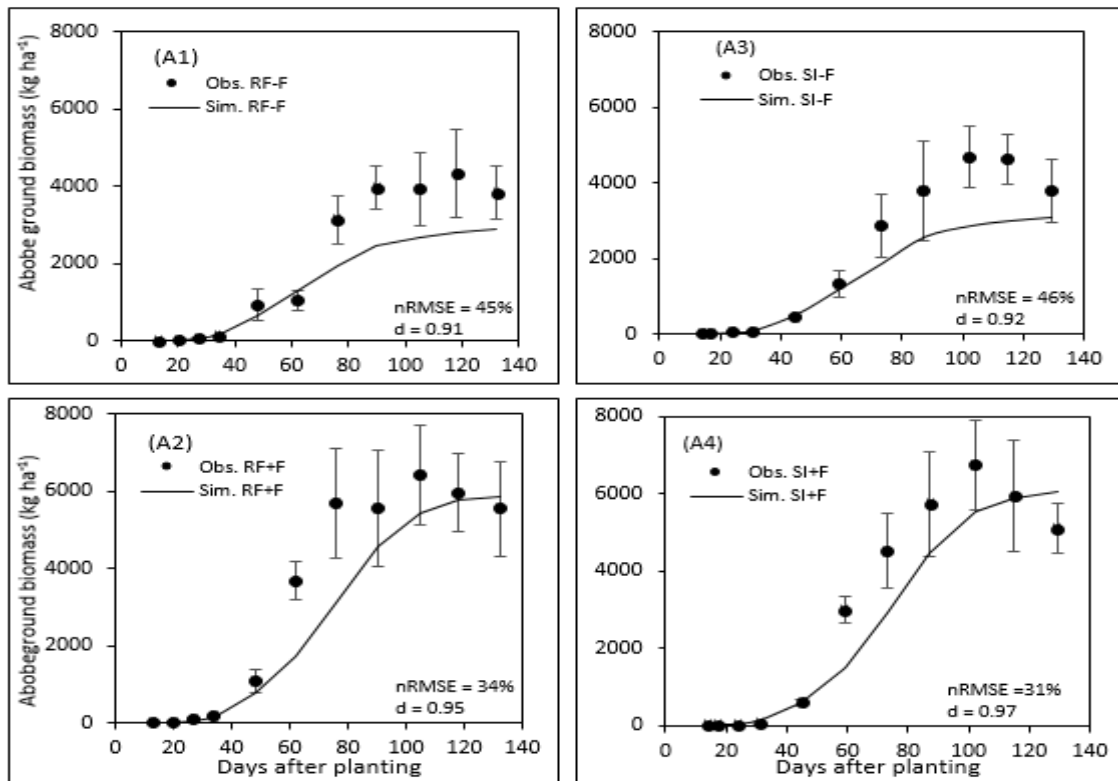 Abobe ground biomass (kg ha⁻¹)
8000
6000
4000
2000
0
(A1)
Obs. RF-F
Sim. RF-F
nRMSE = 45%
d = 0.91
0 20 40 60 80 100 120 140
8000
6000
4000
2000
0
(A3)
Obs. SI-F
Sim. SI-F
nRMSE = 46%
d = 0.92
0 20 40 60 80 100 120 140
Abobeground biomass (kg ha⁻¹)
8000
6000
4000
2000
0
(A2)
Obs. RF+F
Sim. RF+F
nRMSE = 34%
d = 0.95
0 20 40 60 80 100 120 140
Days after planting
8000
6000
4000
2000
0
(A4)
Obs. SI+F
Sim. SI+F
nRMSE =31%
d = 0.97
0 20 40 60 80 100 120 140
Days after planting